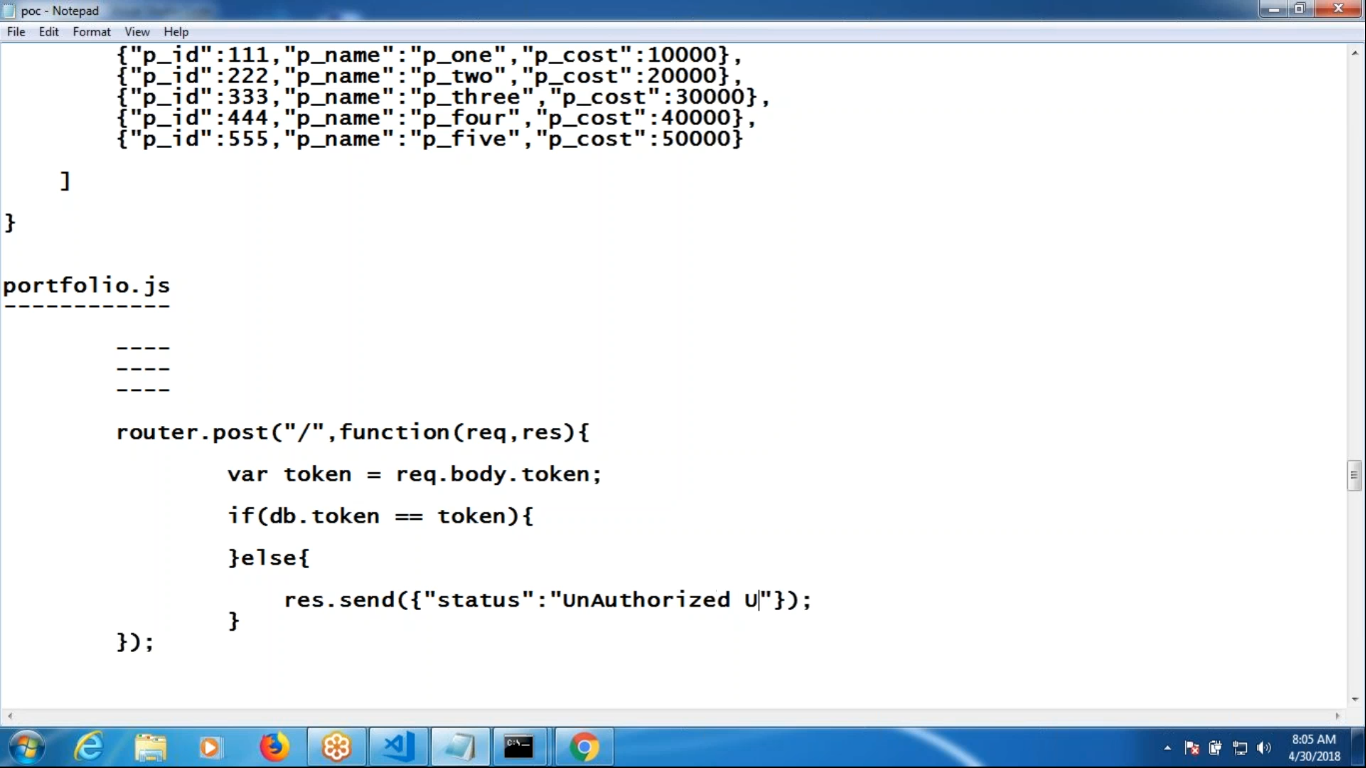 poc - Notepad
File Edit Format View Help
{"p_id":111,"p_name":"p_one","p_cost":10000},
{"p_id":222,"p_name":"p_two","p_cost":20000},
{"p_id":333,"p_name":"p_three","p_cost":30000},
{"p_id":444,"p_name":"p_four","p_cost":40000},
{"p_id":555,"p_name":"p_five","p_cost":50000}
]
}
portfolio.js
------------
----
----
----
router.post("/",function(req,res){
var token = req.body.token;
if(db.token == token){
}else{
res.send({"status":"UnAuthorized U"});
}
});
8:05 AM
4/30/2018